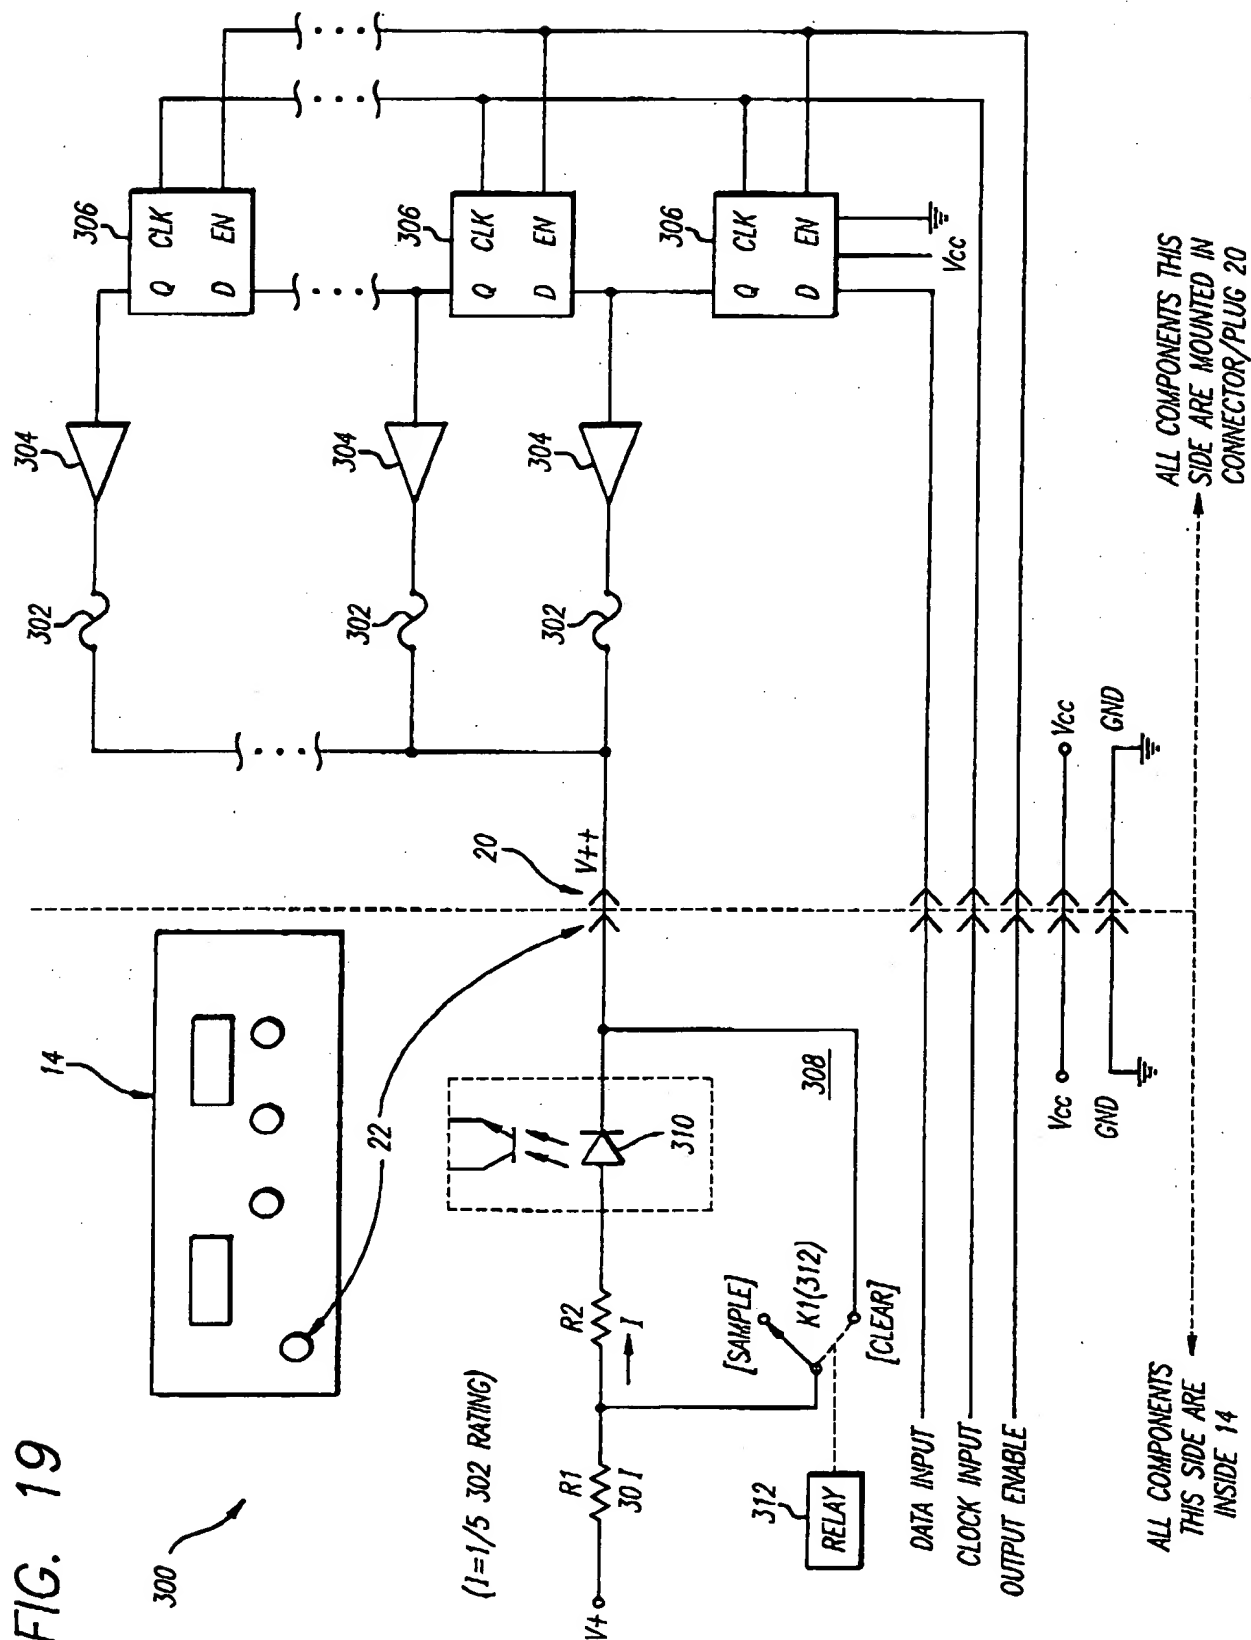 FIG. 19
300
14
22
20
V++
302
302
302
304
304
304
306
Q CLK
D EN
306
Q CLK
D EN
306
Q CLK
D EN
Vcc
(I=1/5 302 RATING)
V+
R1
30 I
R2
I
310
308
[SAMPLE]
K1(312)
[CLEAR]
312
RELAY
DATA INPUT
CLOCK INPUT
OUTPUT ENABLE
Vcc
Vcc
GND
GND
ALL COMPONENTS
THIS SIDE ARE
INSIDE 14
ALL COMPONENTS THIS
SIDE ARE MOUNTED IN
CONNECTOR/PLUG 20